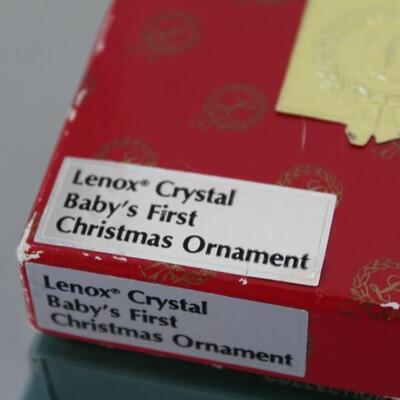 Lenox® Crystal
Baby's First
Christmas Ornament
Lenox® Crystal
Baby's First
Christmas Ornament